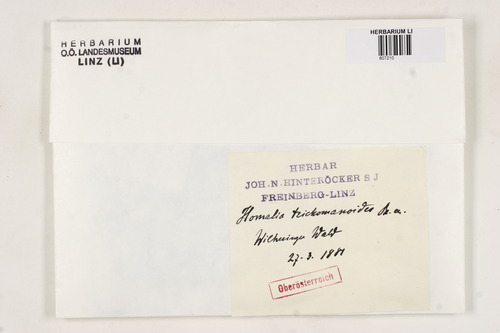 HERBARIUM
O.Ö. LANDESMUSEUM
LINZ (LI)
HERBARIUM LI
607210
HERBAR
JOH. N. HINTERÖCKER S J
FREINBERG-LINZ
Homalia trichomanoides
Wilheringer Wald
27. 3. 1881
Oberösterreich